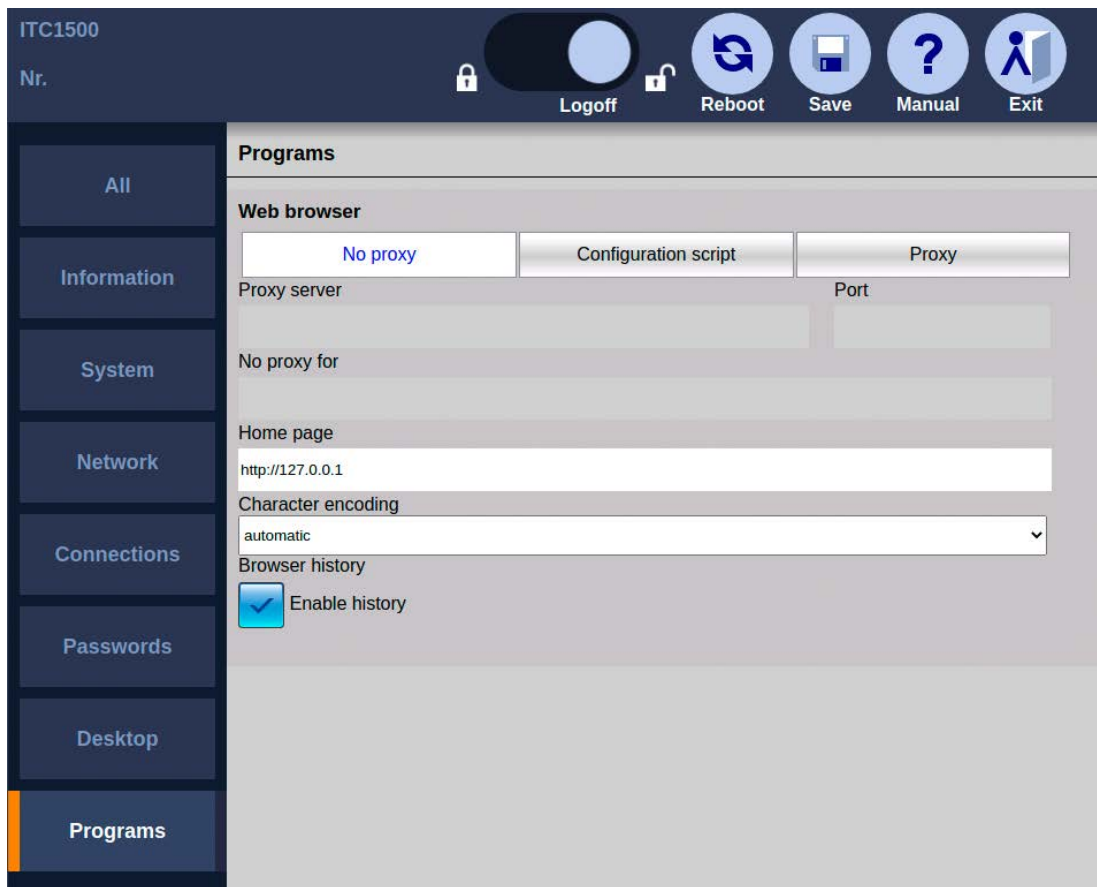 ITC1500
Nr.
Logoff
Reboot
Save
Manual
Exit
All
Information
System
Network
Connections
Passwords
Desktop
Programs
Programs
Web browser
No proxy
Configuration script
Proxy
Proxy server
Port
No proxy for
Home page
http://127.0.0.1
Character encoding
automatic
Browser history
Enable history